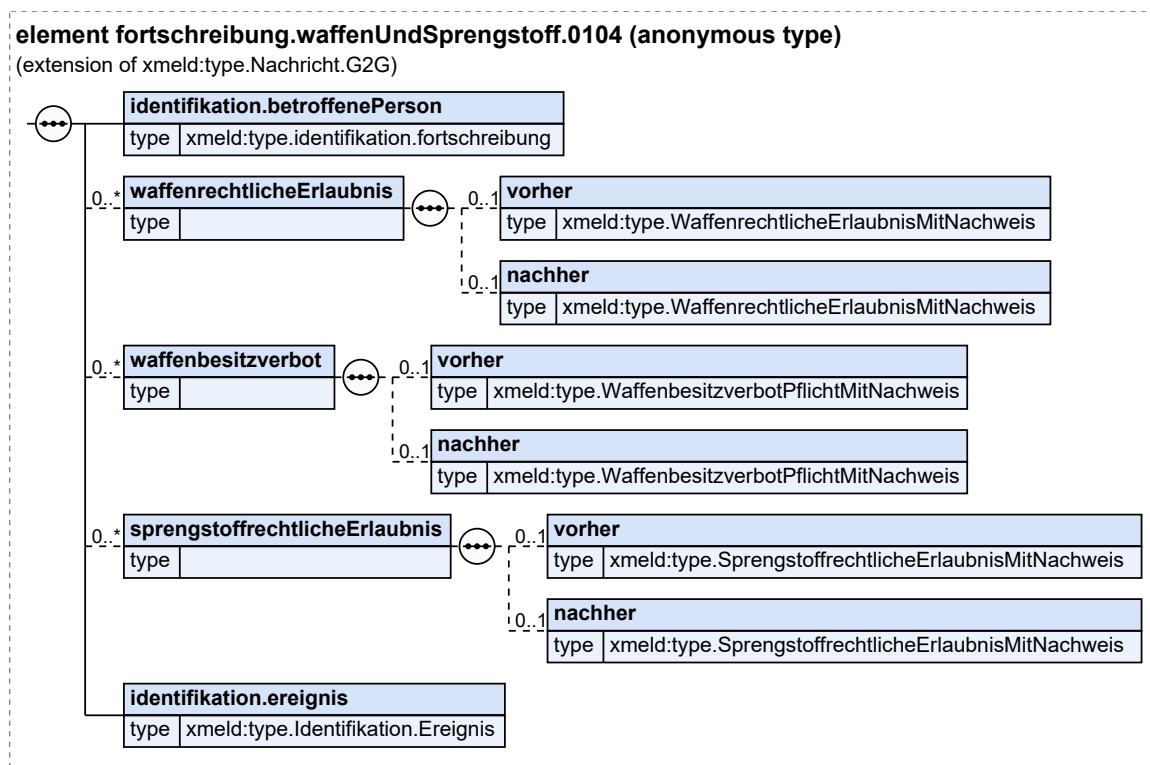 element fortschreibung.waffenUndSprengstoff.0104 (anonymous type)
(extension of xmeld:type.Nachricht.G2G)
identifikation.betroffenePerson
type xmeld:type.identifikation.fortschreibung
0..* waffenrechtlicheErlaubnis
type
0..1 vorher
type xmeld:type.WaffenrechtlicheErlaubnisMitNachweis
0..1 nachher
type xmeld:type.WaffenrechtlicheErlaubnisMitNachweis
0..* waffenbesitzverbot
type
0..1 vorher
type xmeld:type.WaffenbesitzverbotPflichtMitNachweis
0..1 nachher
type xmeld:type.WaffenbesitzverbotPflichtMitNachweis
0..* sprengstoffrechtlicheErlaubnis
type
0..1 vorher
type xmeld:type.SprengstoffrechtlicheErlaubnisMitNachweis
0..1 nachher
type xmeld:type.SprengstoffrechtlicheErlaubnisMitNachweis
identifikation.ereignis
type xmeld:type.Identifikation.Ereignis